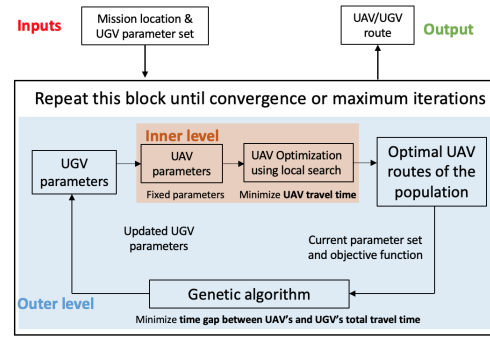 Inputs
Mission location &
UGV parameter set
UAV/UGV
route
Output
Repeat this block until convergence or maximum iterations
Inner level
UGV
parameters
UAV
parameters
UAV Optimization
using local search
Optimal UAV
routes of the
population
Fixed parameters
Minimize UAV travel time
Updated UGV
parameters
Current parameter set
and objective function
Outer level
Genetic algorithm
Minimize time gap between UAV's and UGV's total travel time